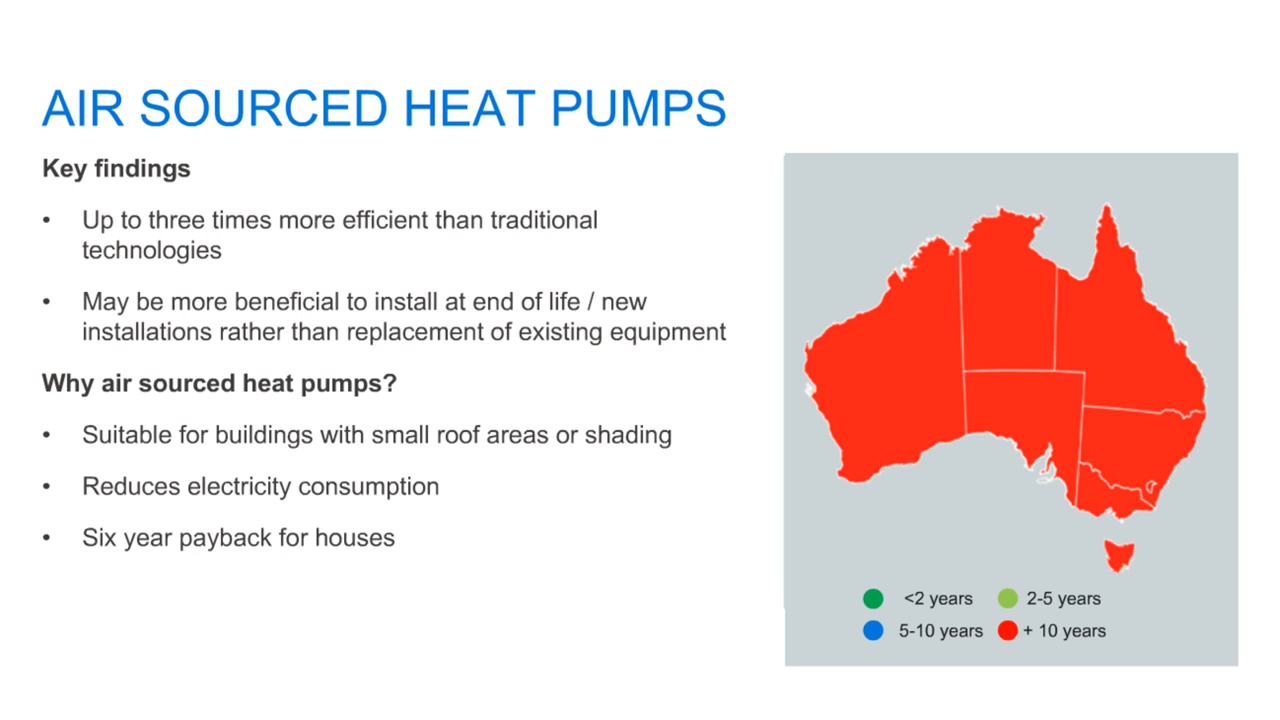 AIR SOURCED HEAT PUMPS
Key findings
• Up to three times more efficient than traditional
technologies
• May be more beneficial to install at end of life / new
installations rather than replacement of existing equipment
Why air sourced heat pumps?
• Suitable for buildings with small roof areas or shading
• Reduces electricity consumption
• Six year payback for houses
<2 years 2-5 years
5-10 years + 10 years